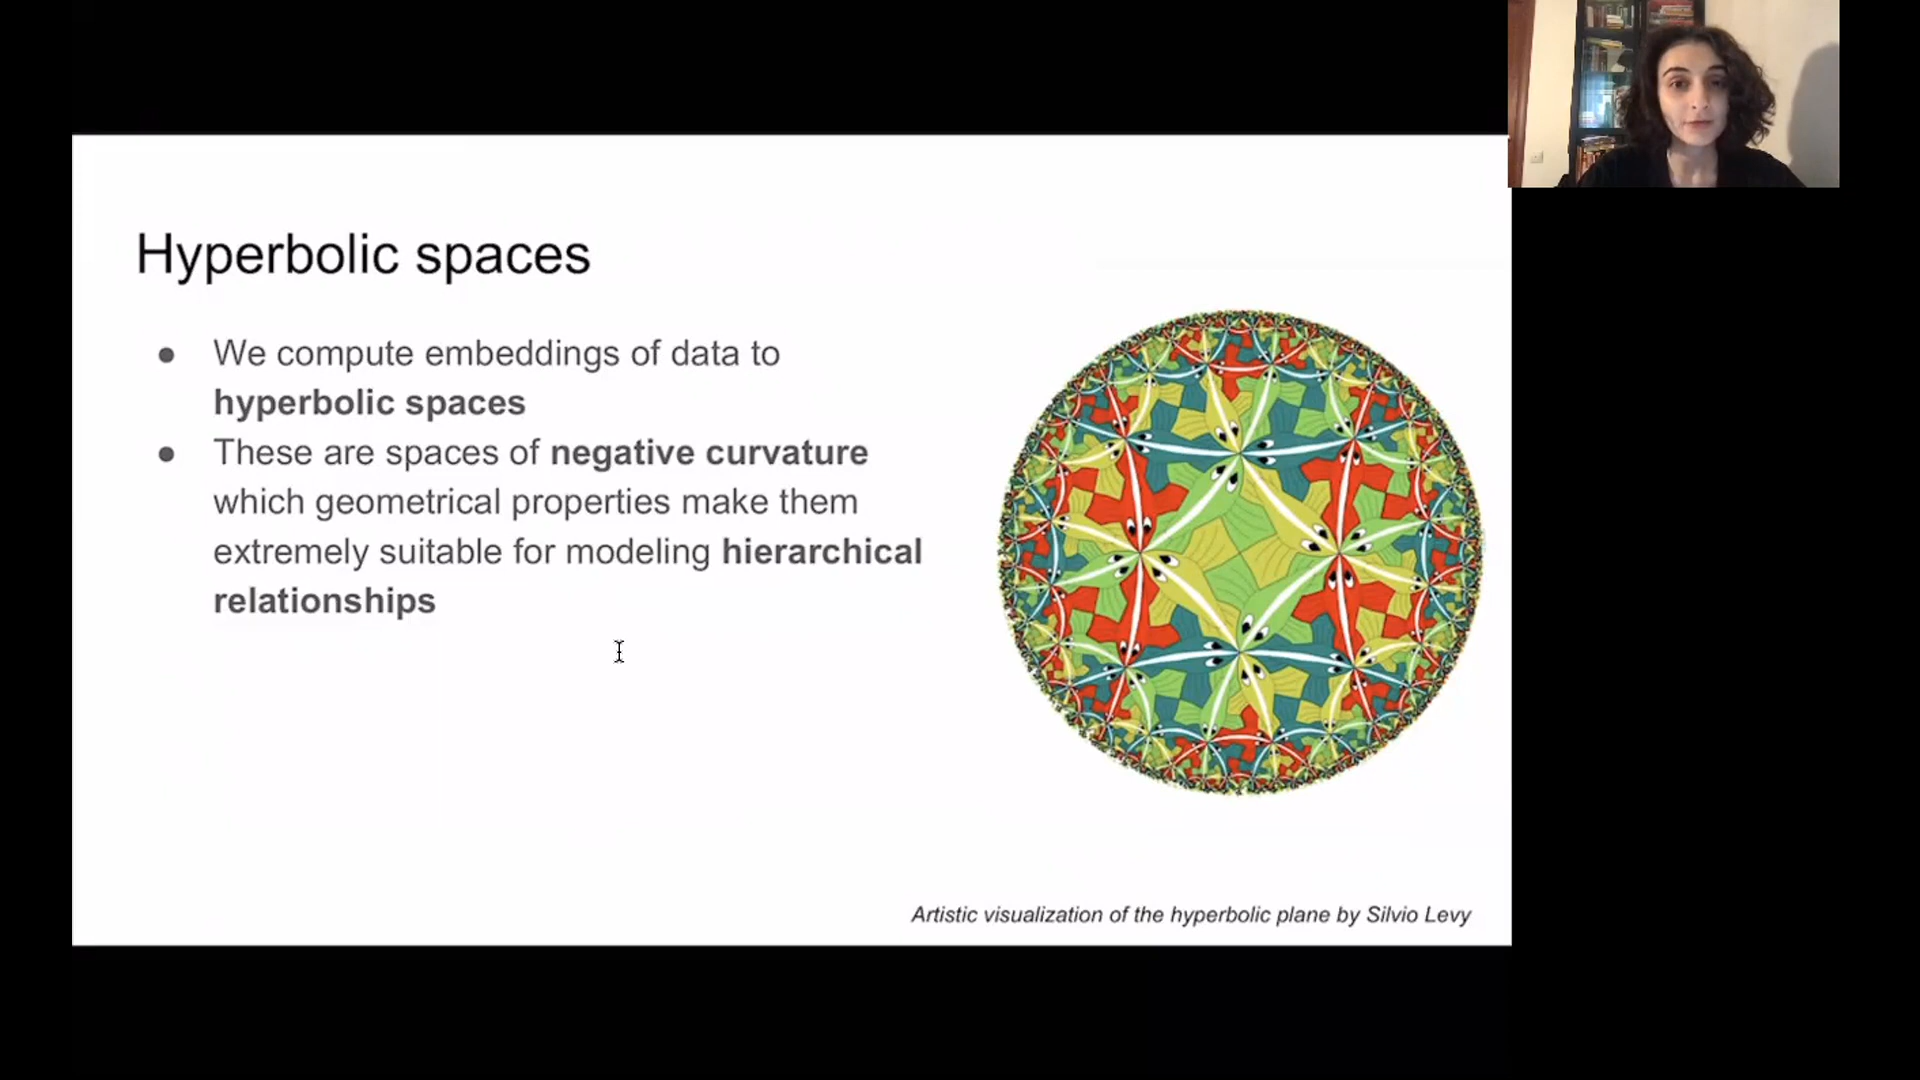 Hyperbolic spaces
● We compute embeddings of data to
hyperbolic spaces
● These are spaces of negative curvature
which geometrical properties make them
extremely suitable for modeling hierarchical
relationships
Artistic visualization of the hyperbolic plane by Silvio Levy